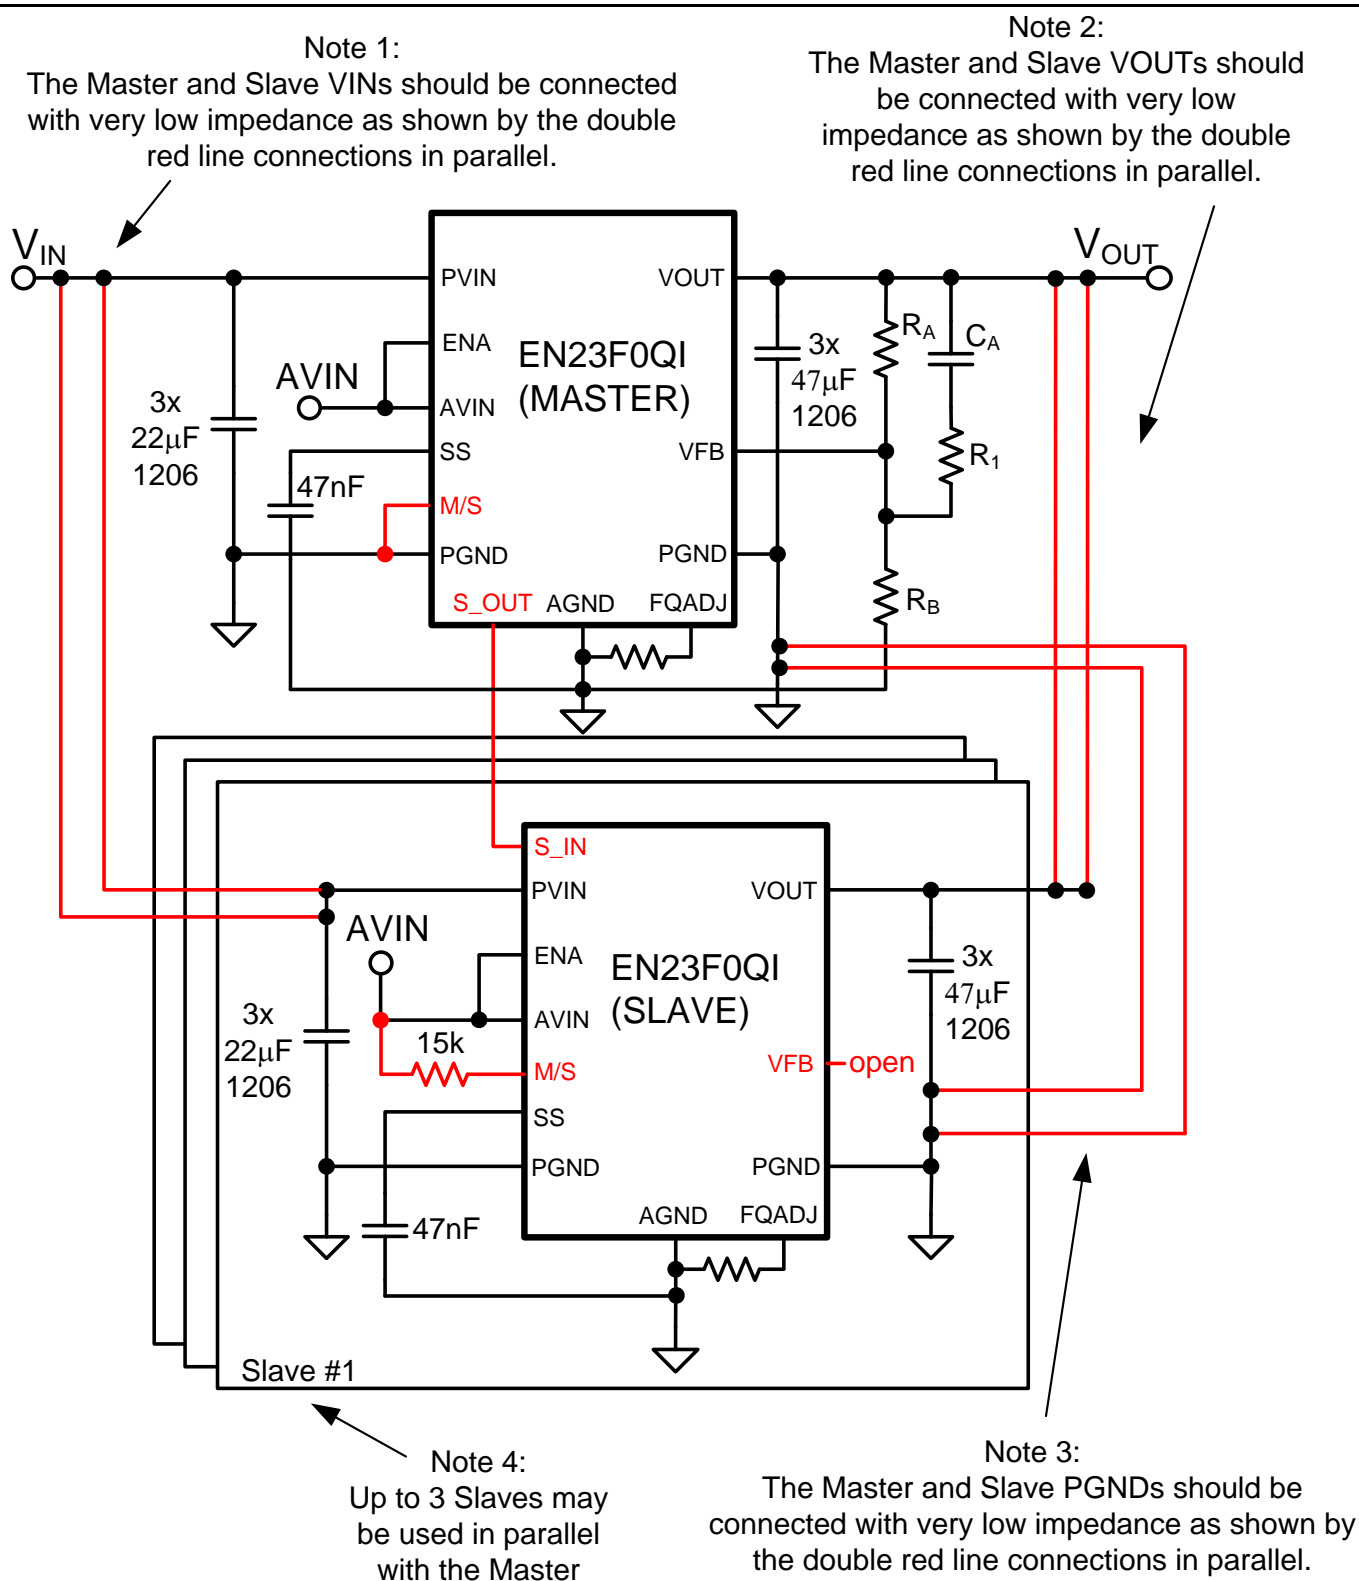 Note 1:
The Master and Slave VINs should be connected
with very low impedance as shown by the double
red line connections in parallel.
Note 2:
The Master and Slave VOUTs should
be connected with very low
impedance as shown by the double
red line connections in parallel.
VIN
VOUT
PVIN
VOUT
ENA
AVIN
AVIN
SS
M/S
PGND
EN23F0QI
(MASTER)
VFB
PGND
S_OUT
AGND
FQADJ
3x
22μF
1206
47nF
3x
47μF
1206
RA
CA
R1
RB
S_IN
PVIN
VOUT
AVIN
ENA
AVIN
M/S
SS
PGND
EN23F0QI
(SLAVE)
VFB
open
PGND
AGND
FQADJ
3x
22μF
1206
15k
47nF
3x
47μF
1206
Slave #1
Note 4:
Up to 3 Slaves may
be used in parallel
with the Master
Note 3:
The Master and Slave PGNDs should be
connected with very low impedance as shown by
the double red line connections in parallel.